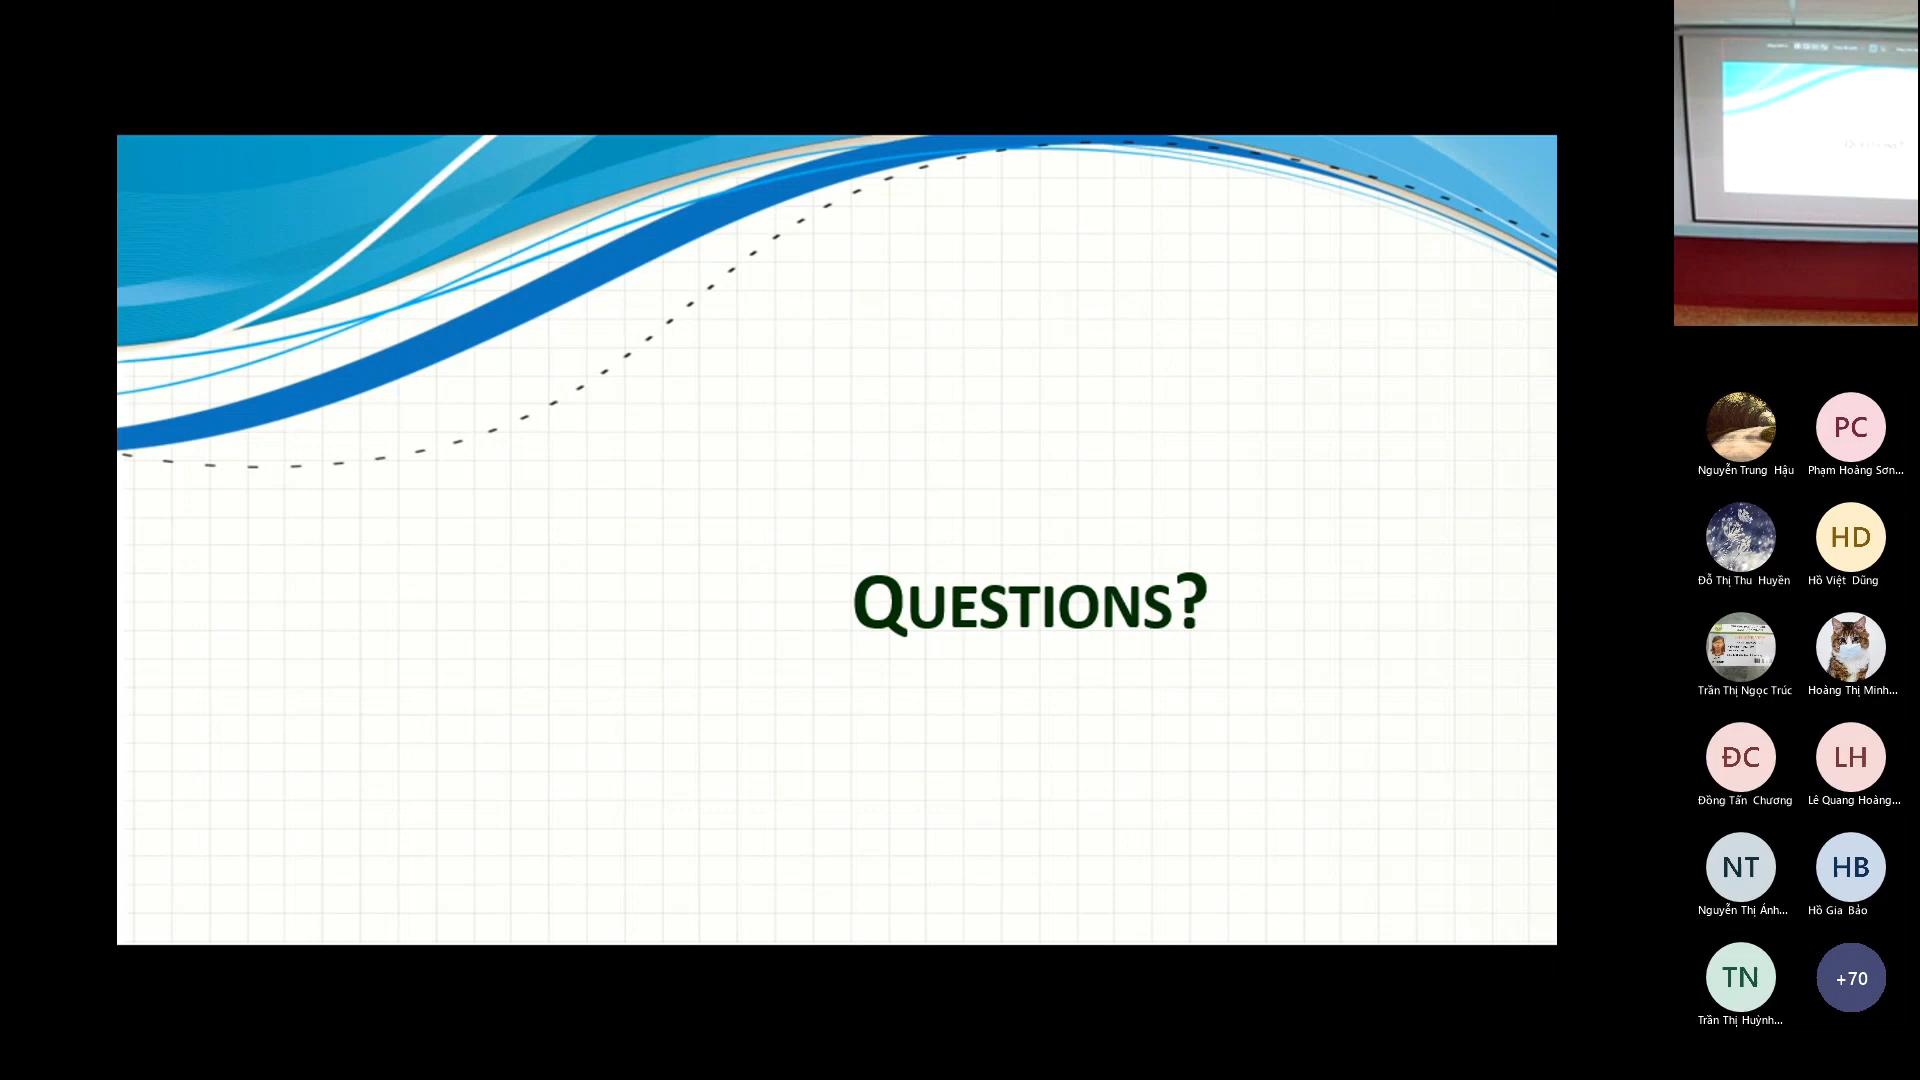 QUESTIONS?
Nguyễn Trung Hậu
PC
Phạm Hoàng Sơn...
Đỗ Thị Thu Huyền
HD
Hồ Việt Dũng
Trần Thị Ngọc Trúc
Hoàng Thị Minh...
ĐC
Đồng Tấn Chương
LH
Lê Quang Hoàng...
NT
Nguyễn Thị Ánh...
HB
Hồ Gia Bảo
TN
Trần Thị Huỳnh...
+70